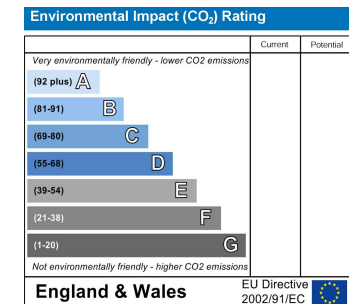 Environmental Impact (CO₂) Rating
Current Potential
Very environmentally friendly - lower CO2 emissions
(92 plus) A
(81-91) B
(69-80) C
(55-68) D
(39-54) E
(21-38) F
(1-20) G
Not environmentally friendly - higher CO2 emissions
England & Wales
EU Directive
2002/91/EC